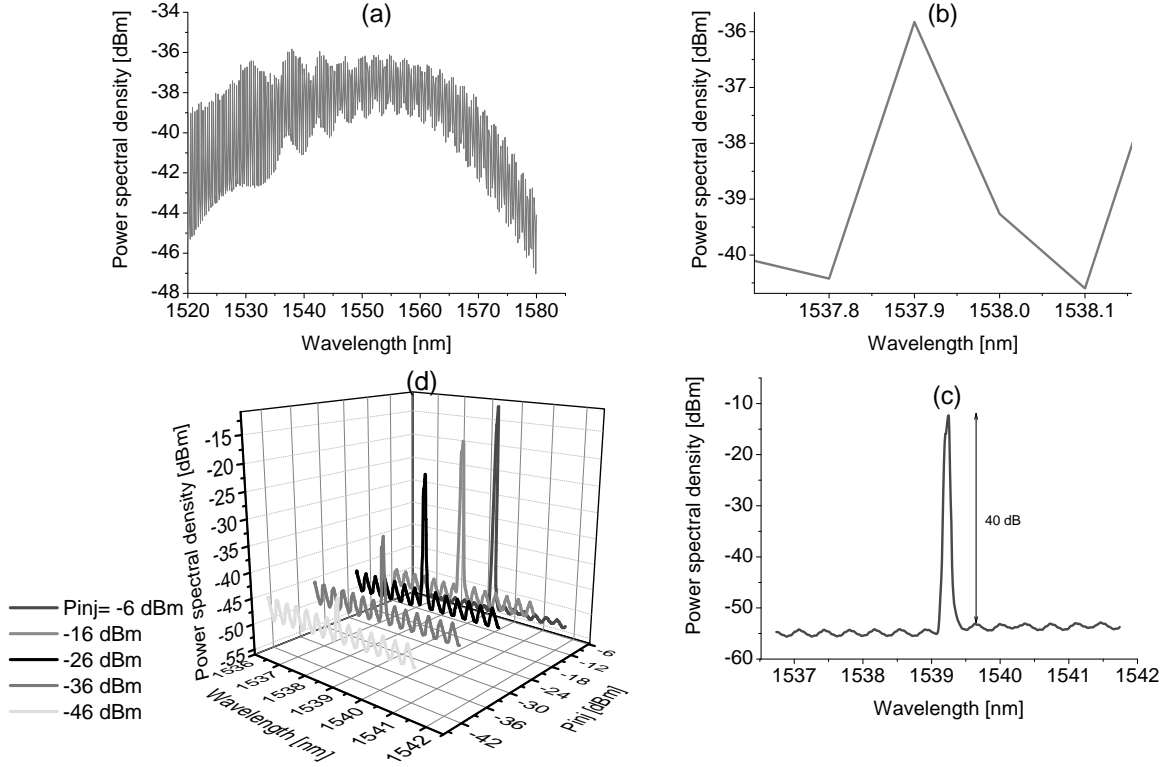 (a)
Power spectral density [dBm]
-34
-36
-38
-40
-42
-44
-46
-48
1520 1530 1540 1550 1560 1570 1580
Wavelength [nm]
(b)
Power spectral density [dBm]
-36
-37
-38
-39
-40
1537.8 1537.9 1538.0 1538.1
Wavelength [nm]
(d)
Power spectral density [dBm]
-15
-20
-25
-30
-35
-40
-45
-50
-55
1536
1537
1538
1539
1540
1541
1542
Wavelength [nm]
-6
-12
-18
-24
-30
-36
-42
Pinj [dBm]
Pinj= -6 dBm
-16 dBm
-26 dBm
-36 dBm
-46 dBm
(c)
Power spectral density [dBm]
-10
-20
-30
-40
-50
-60
40 dB
1537 1538 1539 1540 1541 1542
Wavelength [nm]